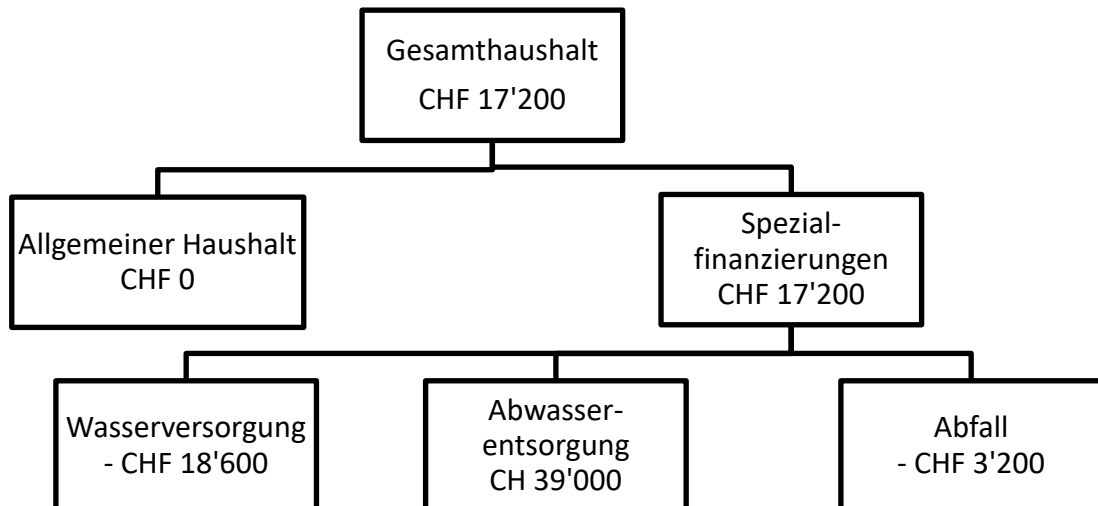 Gesamthaushalt
CHF 17'200
Allgemeiner Haushalt
CHF 0
Spezial-
finanzierungen
CHF 17'200
Wasserversorgung
- CHF 18'600
Abwasser-
entsorgung
CH 39'000
Abfall
- CHF 3'200